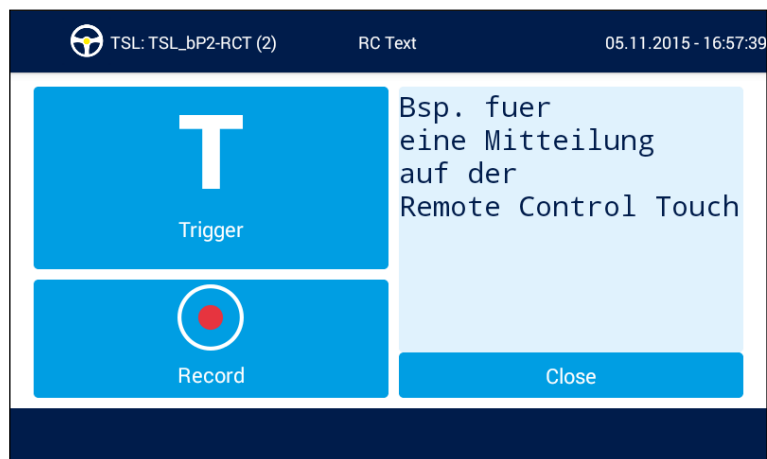 TSL: TSL_bP2-RCT (2) RC Text 05.11.2015 - 16:57:39
T
Trigger
Record
Bsp. fuer
eine Mitteilung
auf der
Remote Control Touch
Close